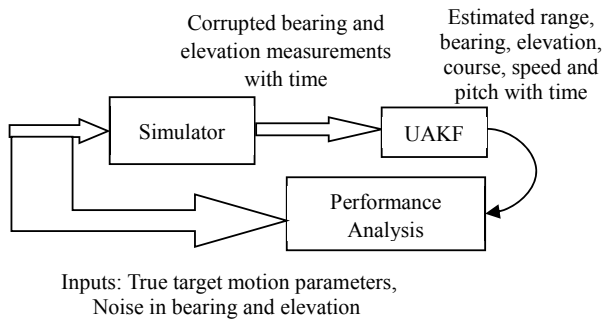 Corrupted bearing and
elevation measurements
with time
Estimated range,
bearing, elevation,
course, speed and
pitch with time
Simulator
UAKF
Performance
Analysis
Inputs: True target motion parameters,
Noise in bearing and elevation